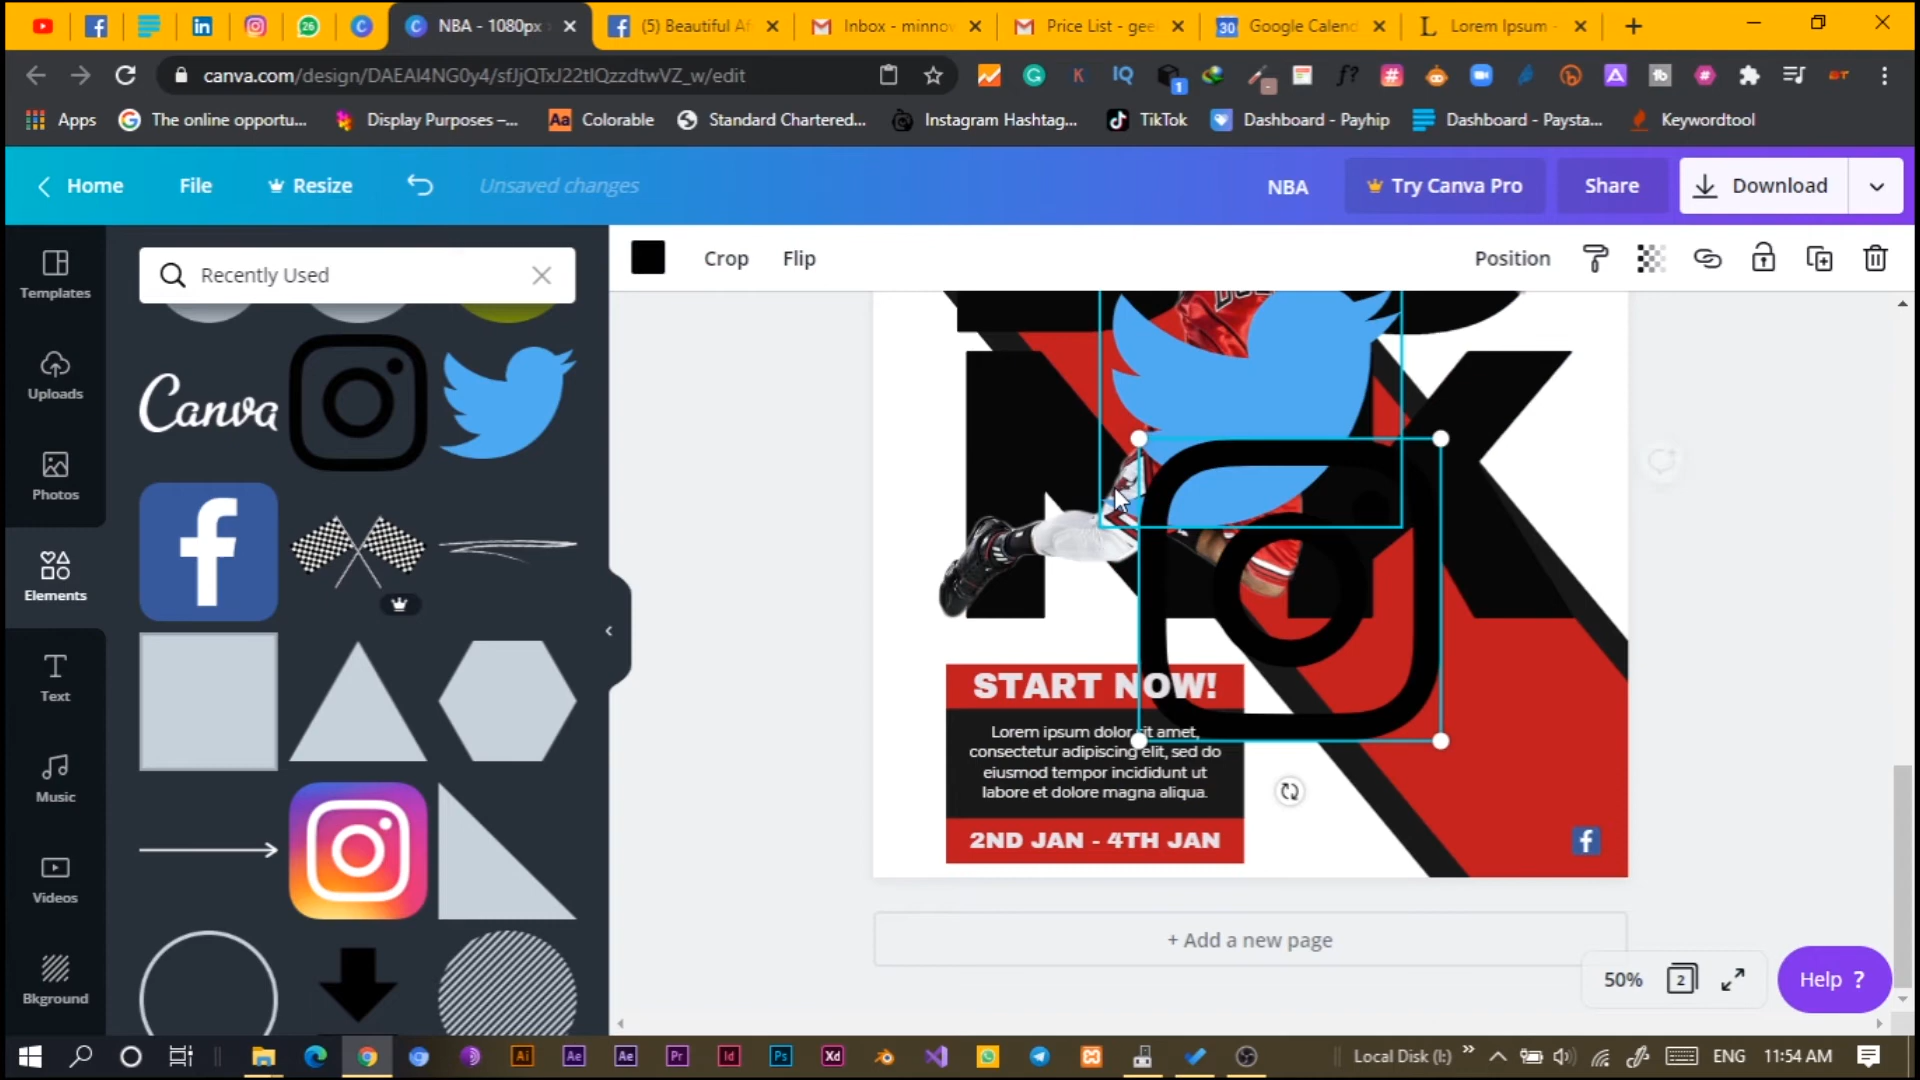 NBA - 1080px
(5) Beautiful Af
Inbox - minnov
Price List - gee
Google Calend
Lorem Ipsum -
canva.com/design/DAEAI4NG0y4/sfJjQTxJ22tIQzzdtwVZ_w/edit
Apps
The online opportu...
Display Purposes –...
Colorable
Standard Chartered...
Instagram Hashtag...
TikTok
Dashboard - Payhip
Dashboard - Paysta...
Keywordtool
Home
File
Resize
Unsaved changes
NBA
Try Canva Pro
Share
Download
Templates
Uploads
Photos
Elements
Text
Music
Videos
Bkground
Recently Used
Canva
Crop
Flip
Position
START NOW!
Lorem ipsum dolor sit amet,
consectetur adipiscing elit, sed do
eiusmod tempor incididunt ut
labore et dolore magna aliqua.
2ND JAN - 4TH JAN
+ Add a new page
50%
2
Help ?
Local Disk (I:)
ENG
11:54 AM